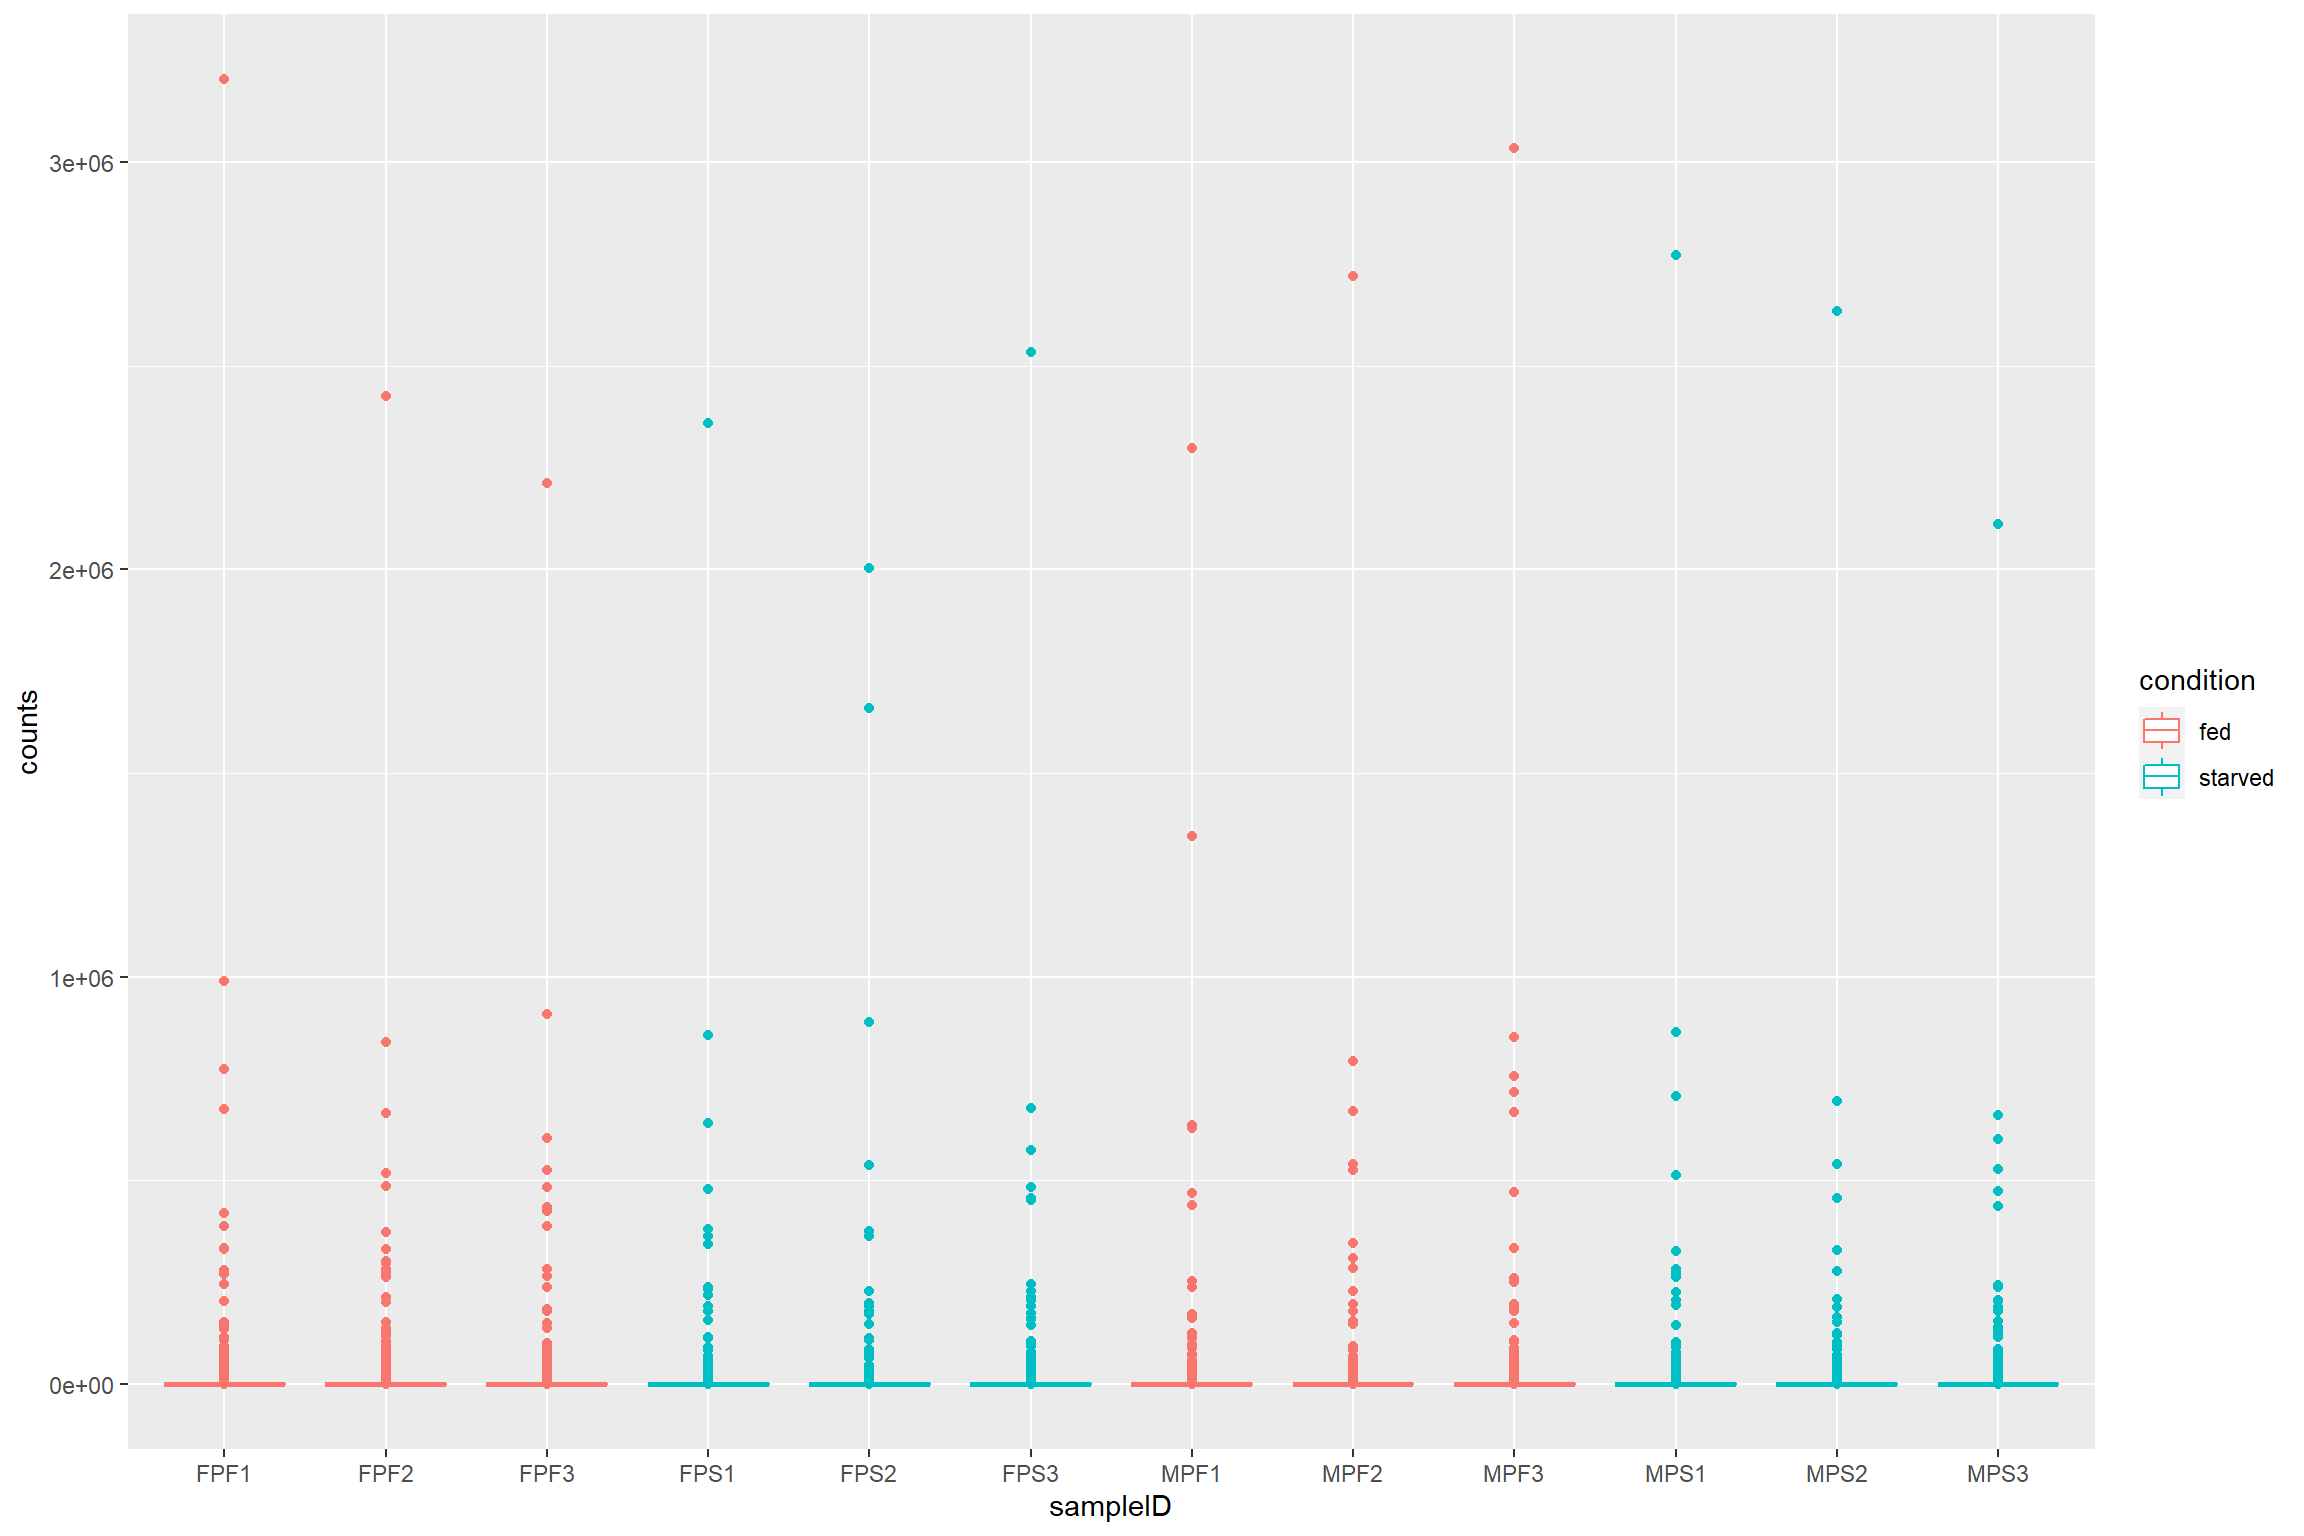 counts
3e+06
2e+06
1e+06
0e+00
FPF1 FPF2 FPF3 FPS1 FPS2 FPS3 MPF1 MPF2 MPF3 MPS1 MPS2 MPS3
sampleID
condition
fed
starved